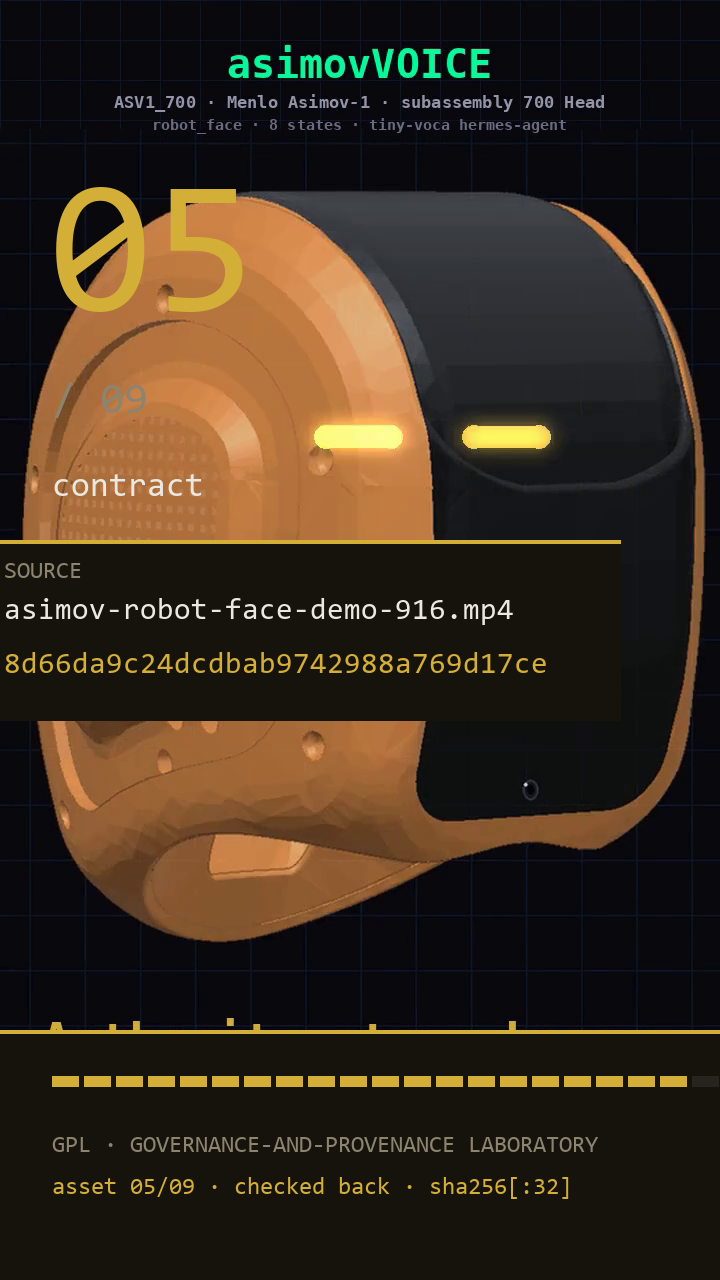 asimovVOICE
ASV1_700 · Menlo Asimov-1 · subassembly 700 Head
robot_face · 8 states · tiny-voca hermes-agent
05
/ 09
contract
SOURCE
asimov-robot-face-demo-916.mp4
8d66da9c24dcdbab9742988a769d17ce
GPL · GOVERNANCE-AND-PROVENANCE LABORATORY
asset 05/09 · checked back · sha256[:32]